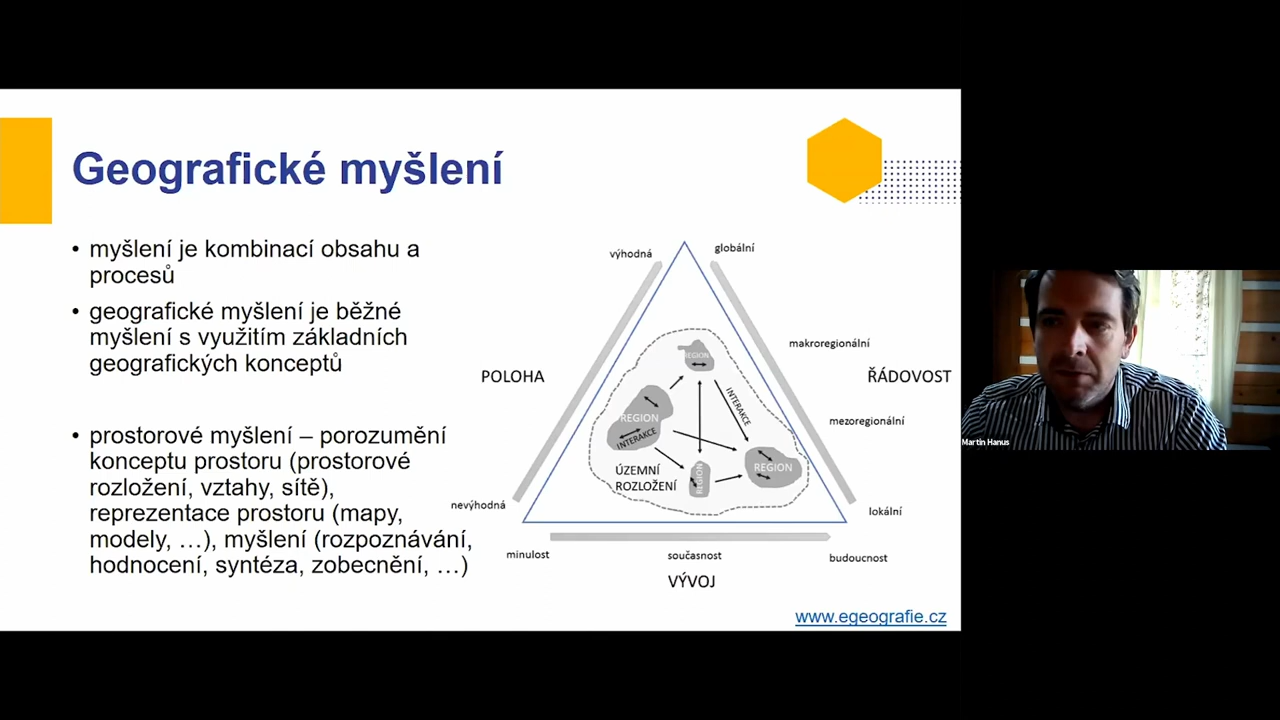 Geografické myšlení
• myšlení je kombinací obsahu a
procesů
• geografické myšlení je běžné
myšlení s využitím základních
geografických konceptů
• prostorové myšlení – porozumění
konceptu prostoru (prostorové
rozložení, vztahy, sítě),
reprezentace prostoru (mapy,
modely, …), myšlení (rozpoznávání,
hodnocení, syntéza, zobecnění, …)
výhodná
globální
makroregionální
POLOHA
ŘÁDOVOST
mezoregionální
REGION
INTERAKCE
REGION
INTERAKCE
REGION
REGION
ÚZEMNÍ
ROZLOŽENÍ
nevýhodná
lokální
minulost
současnost
budoucnost
VÝVOJ
www.egeografie.cz
Martin Hanus